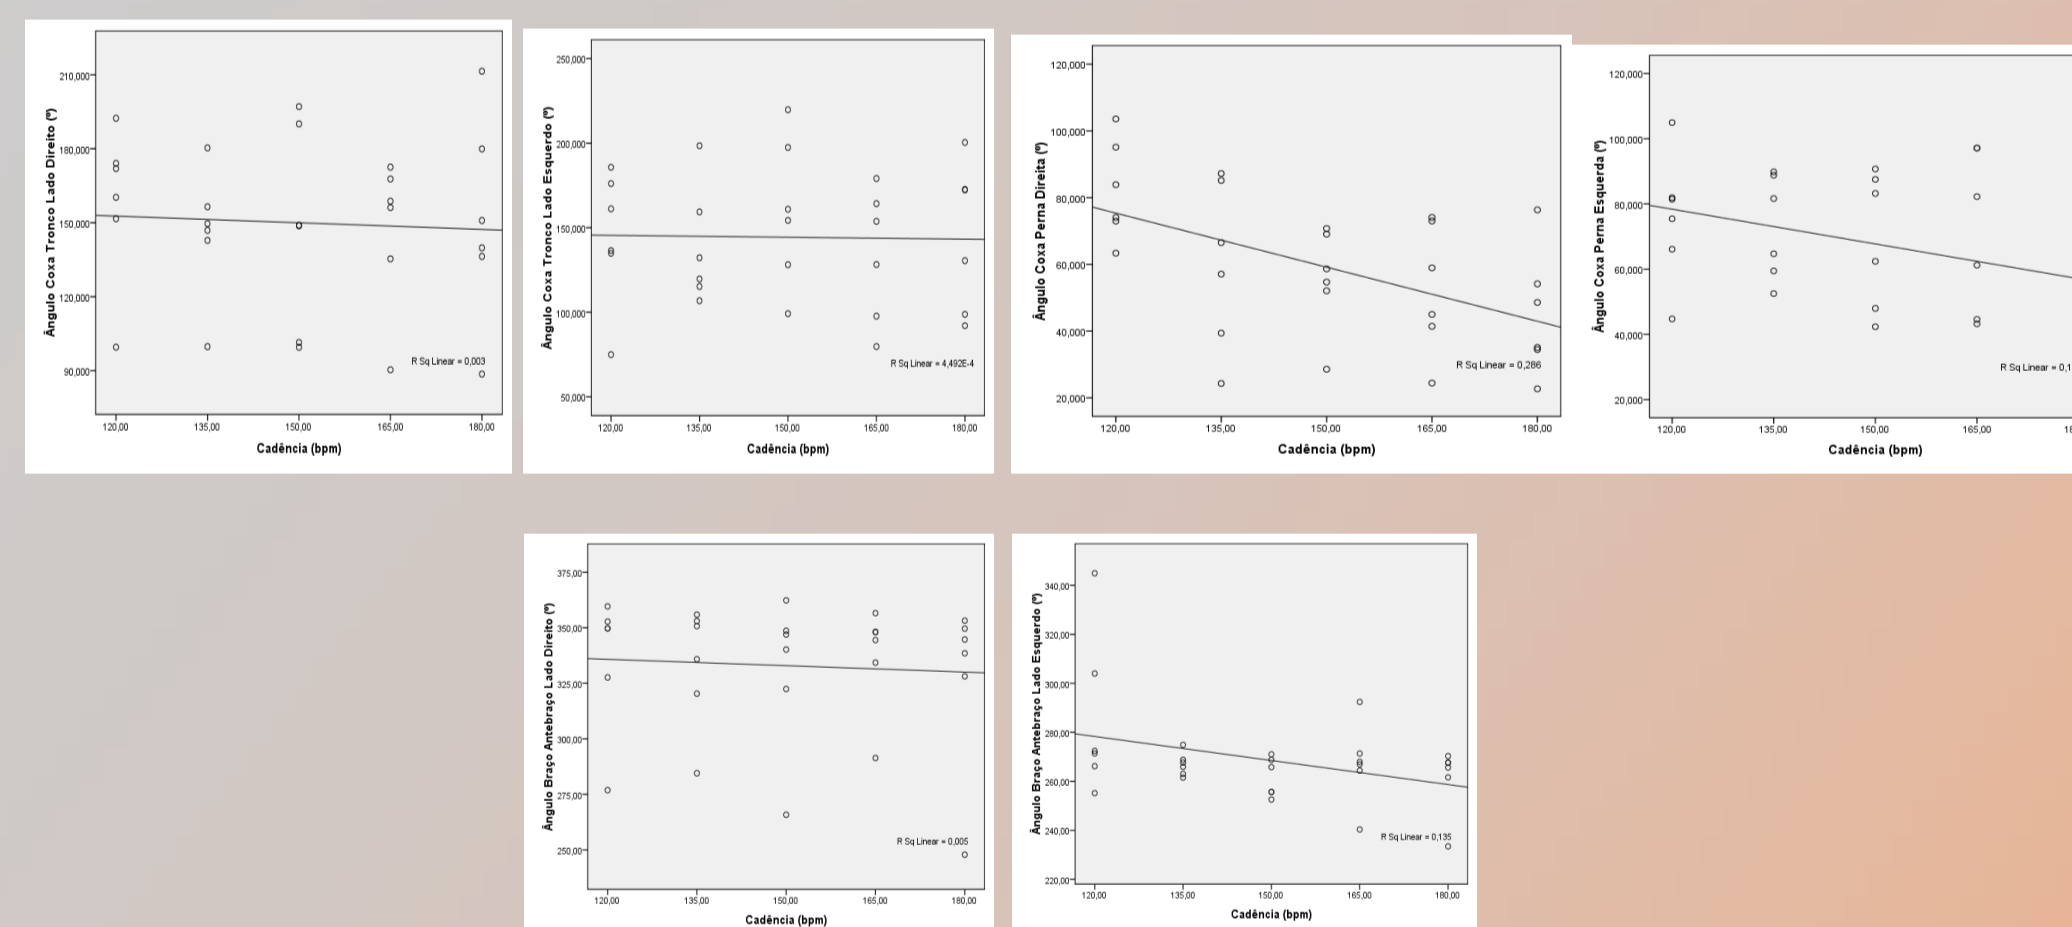 Ângulo Coxa Tronco Lado Direito (º)
210,000
180,000
150,000
120,000
90,000
R Sq Linear = 0,003
120,00 135,00 150,00 165,00 180,00
Cadência (bpm)
Ângulo Coxa Tronco Lado Esquerdo (º)
250,000
200,000
150,000
100,000
50,000
R Sq Linear = 4,492E-4
120,00 135,00 150,00 165,00 180,00
Cadência (bpm)
Ângulo Coxa Perna Direita (º)
120,000
100,000
80,000
60,000
40,000
20,000
R Sq Linear = 0,286
120,00 135,00 150,00 165,00 180,00
Cadência (bpm)
Ângulo Coxa Perna Esquerda (º)
120,000
100,000
80,000
60,000
40,000
20,000
R Sq Linear = 0,1
120,00 135,00 150,00 165,00 18
Cadência (bpm)
Ângulo Braço Antebraço Lado Direito (º)
375,00
350,00
325,00
300,00
275,00
250,00
R Sq Linear = 0,005
120,00 135,00 150,00 165,00 180,00
Cadência (bpm)
Ângulo Braço Antebraço Lado Esquerdo (º)
340,00
320,00
300,00
280,00
260,00
240,00
220,00
R Sq Linear = 0,135
120,00 135,00 150,00 165,00 180,00
Cadência (bpm)